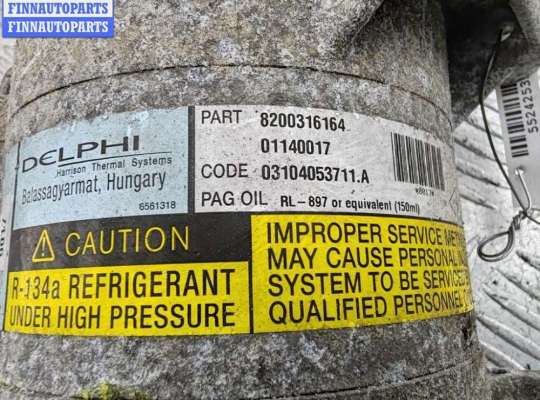 FINNAUTOPARTS
FINNAUTOPARTS
DELPHI
Harrison Thermal Systems
Balassagyarmat, Hungary
6561318
PART 8200316164
01140017
CODE 03104053711.A
PAG OIL RL-897 or equivalent (150ml)
CAUTION
R-134a REFRIGERANT
UNDER HIGH PRESSURE
IMPROPER SERVICE
MAY CAUSE PERSONAL
SYSTEM TO BE SERVICED
QUALIFIED PERSONNEL
5524253